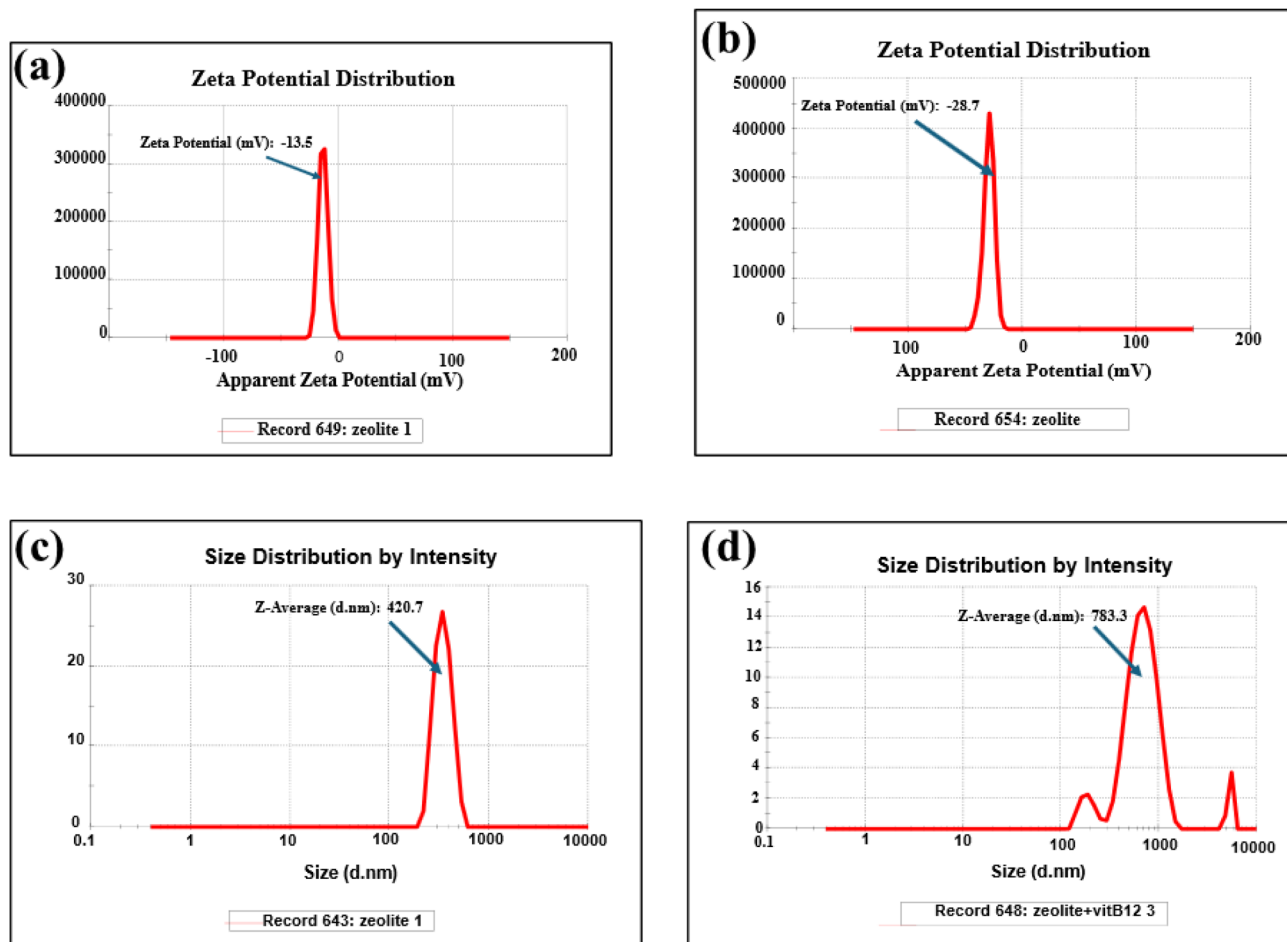 (a)
Zeta Potential Distribution
400000
Zeta Potential (mV): -13.5
300000
200000
100000
0
-100
0
100
200
Apparent Zeta Potential (mV)
Record 649: zeolite 1
(b)
Zeta Potential Distribution
500000
Zeta Potential (mV): -28.7
400000
300000
200000
100000
0
100
0
100
200
Apparent Zeta Potential (mV)
Record 654: zeolite
(c)
Size Distribution by Intensity
30
Z-Average (d.nm): 420.7
20
10
0
0.1
1
10
100
1000
10000
Size (d.nm)
Record 643: zeolite 1
(d)
Size Distribution by Intensity
16
Z-Average (d.nm): 783.3
14
12
10
8
6
4
2
0
0.1
1
10
100
1000
10000
Size (d.nm)
Record 648: zeolite+vitB12 3